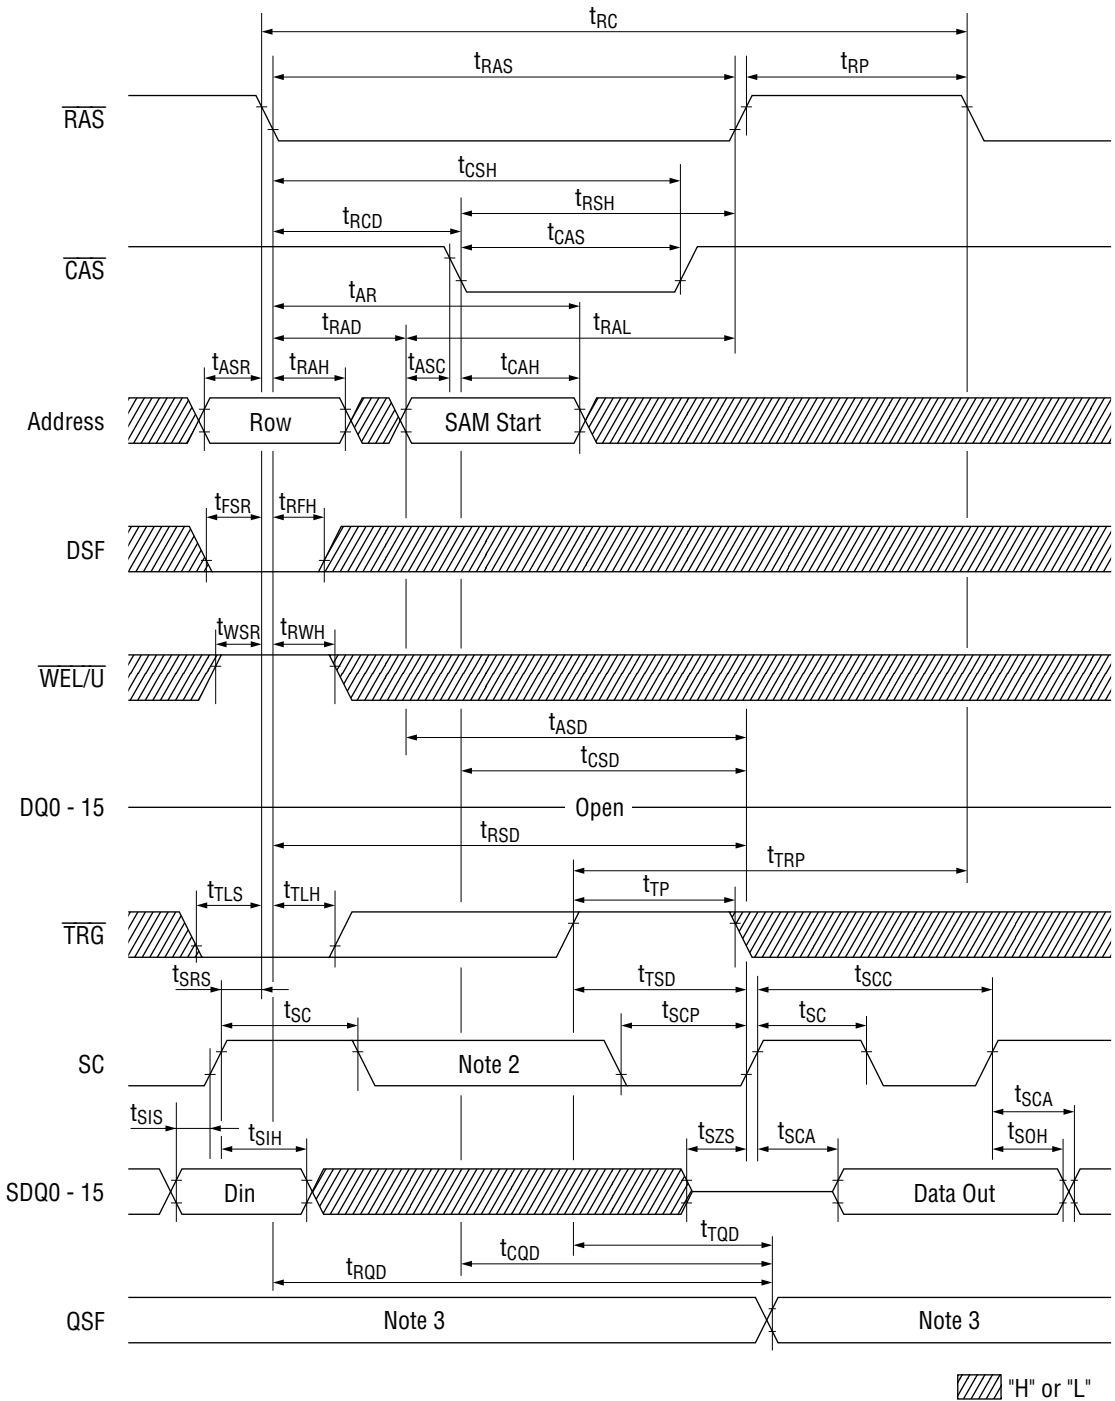 tRC
tRAS
tRP
RAS
tCSH
tRSH
tRCD
tCAS
CAS
tAR
tRAD
tRAL
tASR
tRAH
tASC
tCAH
Address
Row
SAM Start
tFSR
tRFH
DSF
tWSR
tRWH
WEL/U
tASD
tCSD
DQ0 - 15
Open
tRSD
tTRP
tTP
tTLS
tTLH
TRG
tSRS
tTSD
tSCC
tSC
tSCP
tSC
SC
Note 2
tSCA
tSIS
tSIH
tSZS
tSCA
tSOH
SDQ0 - 15
Din
Data Out
tTQD
tCQD
tRQD
QSF
Note 3
Note 3
"H" or "L"